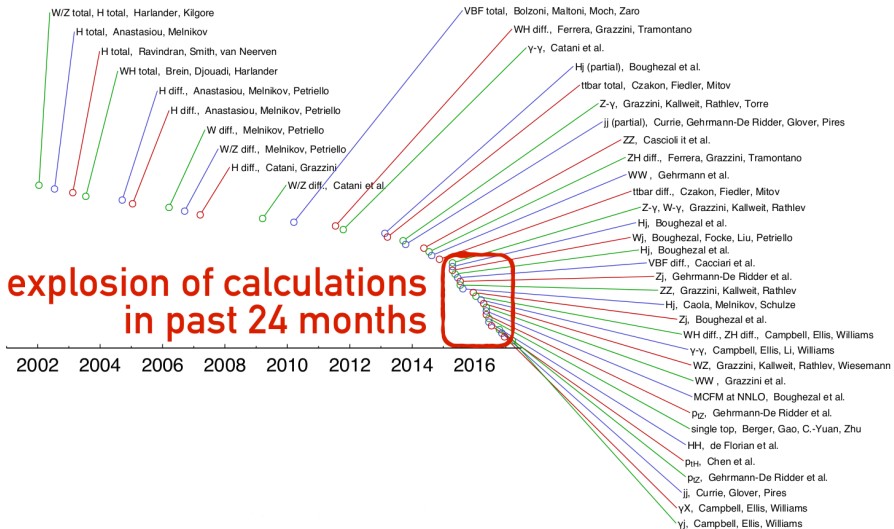 W/Z total, H total, Harlander, Kilgore
H total, Anastasiou, Melnikov
H total, Ravindran, Smith, van Neerven
WH total, Brein, Djouadi, Harlander
H diff., Anastasiou, Melnikov, Petriello
H diff., Anastasiou, Melnikov, Petriello
W diff., Melnikov, Petriello
W/Z diff., Melnikov, Petriello
H diff., Catani, Grazzini
W/Z diff., Catani et al.
VBF total, Bolzoni, Maltoni, Moch, Zaro
WH diff., Ferrera, Grazzini, Tramontano
γ-γ, Catani et al.
Hj (partial), Boughezal et al.
ttbar total, Czakon, Fiedler, Mitov
Z-γ, Grazzini, Kallweit, Rathlev, Torre
jj (partial), Currie, Gehrmann-De Ridder, Glover, Pires
ZZ, Cascioli it et al.
ZH diff., Ferrera, Grazzini, Tramontano
WW , Gehrmann et al.
ttbar diff., Czakon, Fiedler, Mitov
Z-γ, W-γ, Grazzini, Kallweit, Rathlev
Hj, Boughezal et al.
Wj, Boughezal, Focke, Liu, Petriello
Hj, Boughezal et al.
VBF diff., Cacciari et al.
Zj, Gehrmann-De Ridder et al.
ZZ, Grazzini, Kallweit, Rathlev
Hj, Caola, Melnikov, Schulze
Zj, Boughezal et al.
WH diff., ZH diff., Campbell, Ellis, Williams
γ-γ, Campbell, Ellis, Li, Williams
WZ, Grazzini, Kallweit, Rathlev, Wiesemann
WW , Grazzini et al.
MCFM at NNLO, Boughezal et al.
ptZ, Gehrmann-De Ridder et al.
single top, Berger, Gao, C.-Yuan, Zhu
HH, de Florian et al.
ptH, Chen et al.
ptZ, Gehrmann-De Ridder et al.
jj, Currie, Glover, Pires
γX, Campbell, Ellis, Williams
γj, Campbell, Ellis, Williams
explosion of calculations
in past 24 months
2002 2004 2006 2008 2010 2012 2014 2016